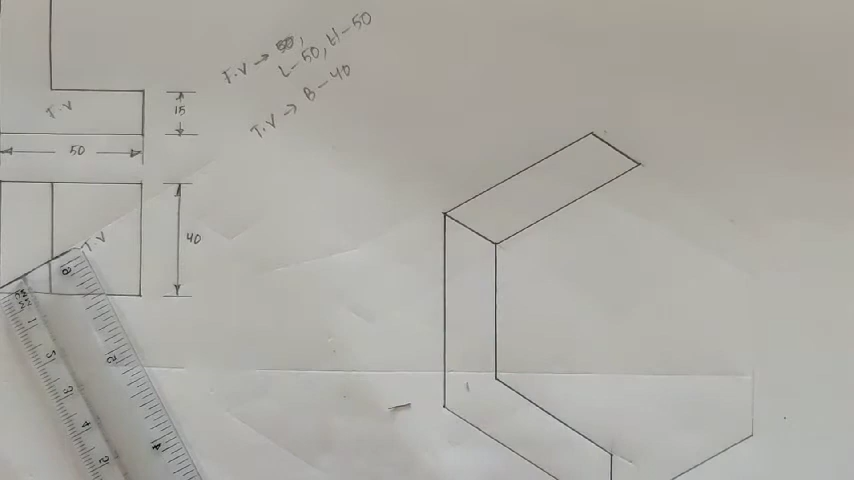 T.V → 50,
L-50, H-50
T.V → B-40
T.V
15
50
40
T.V